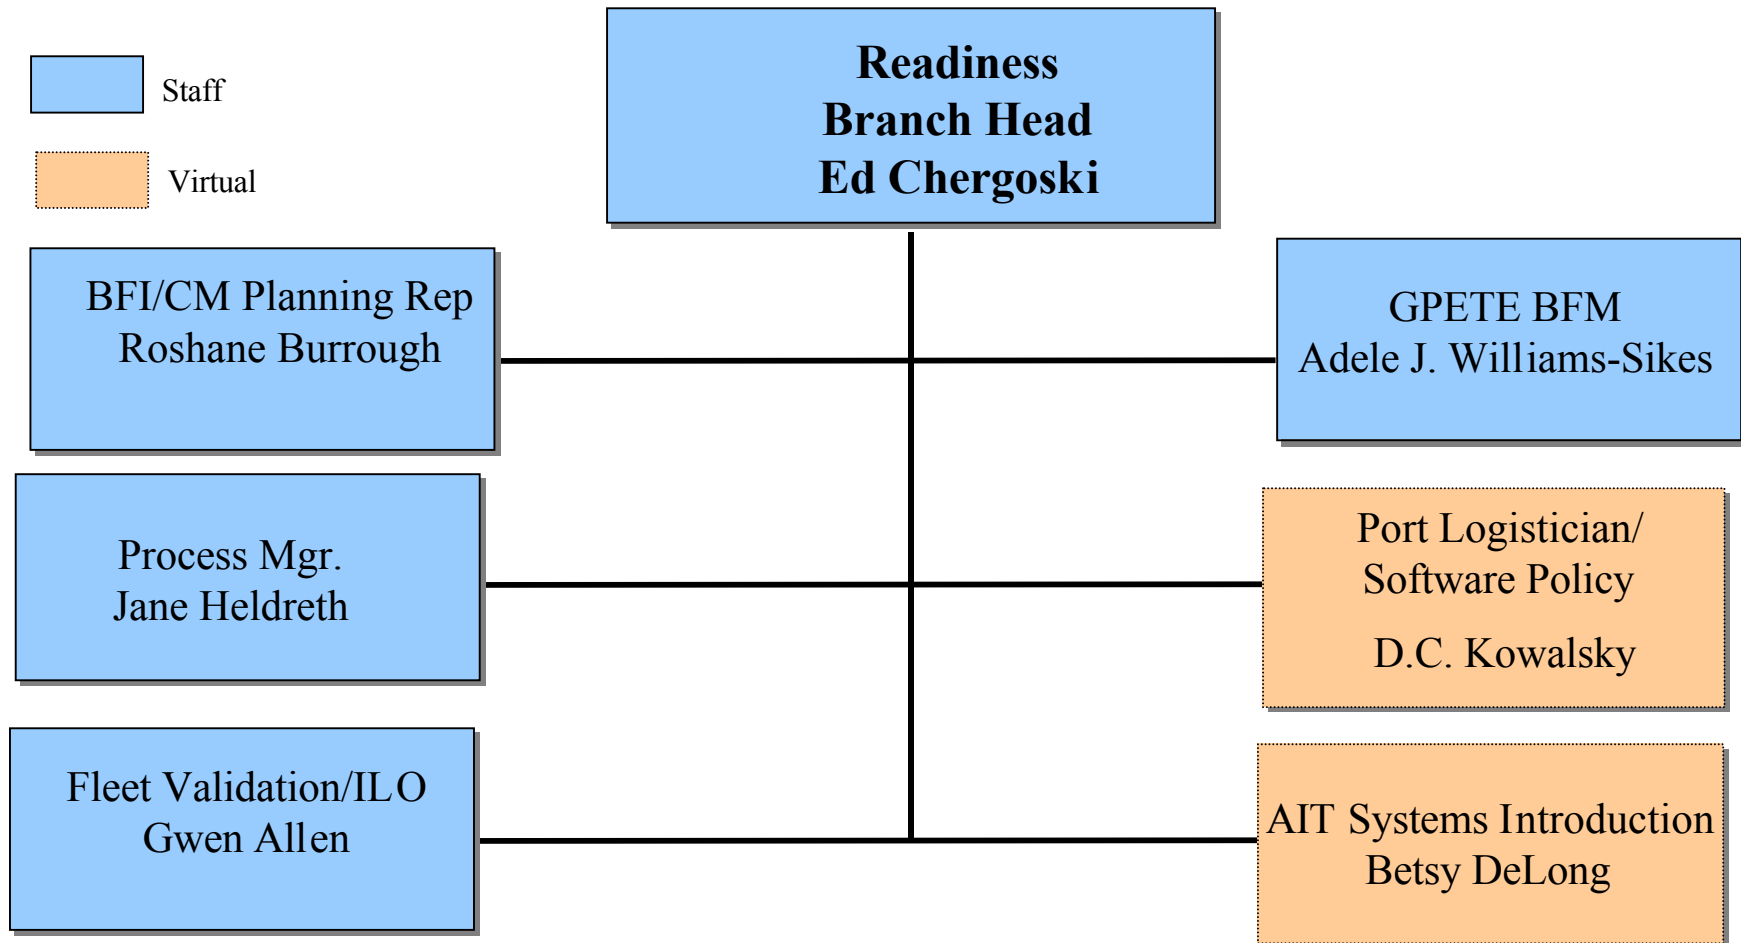 Staff
Virtual
Readiness
Branch Head
Ed Chergoski
BFI/CM Planning Rep
Roshane Burrough
GPETE BFM
Adele J. Williams-Sikes
Process Mgr.
Jane Heldreth
Port Logistician/
Software Policy
D.C. Kowalsky
Fleet Validation/ILO
Gwen Allen
AIT Systems Introduction
Betsy DeLong